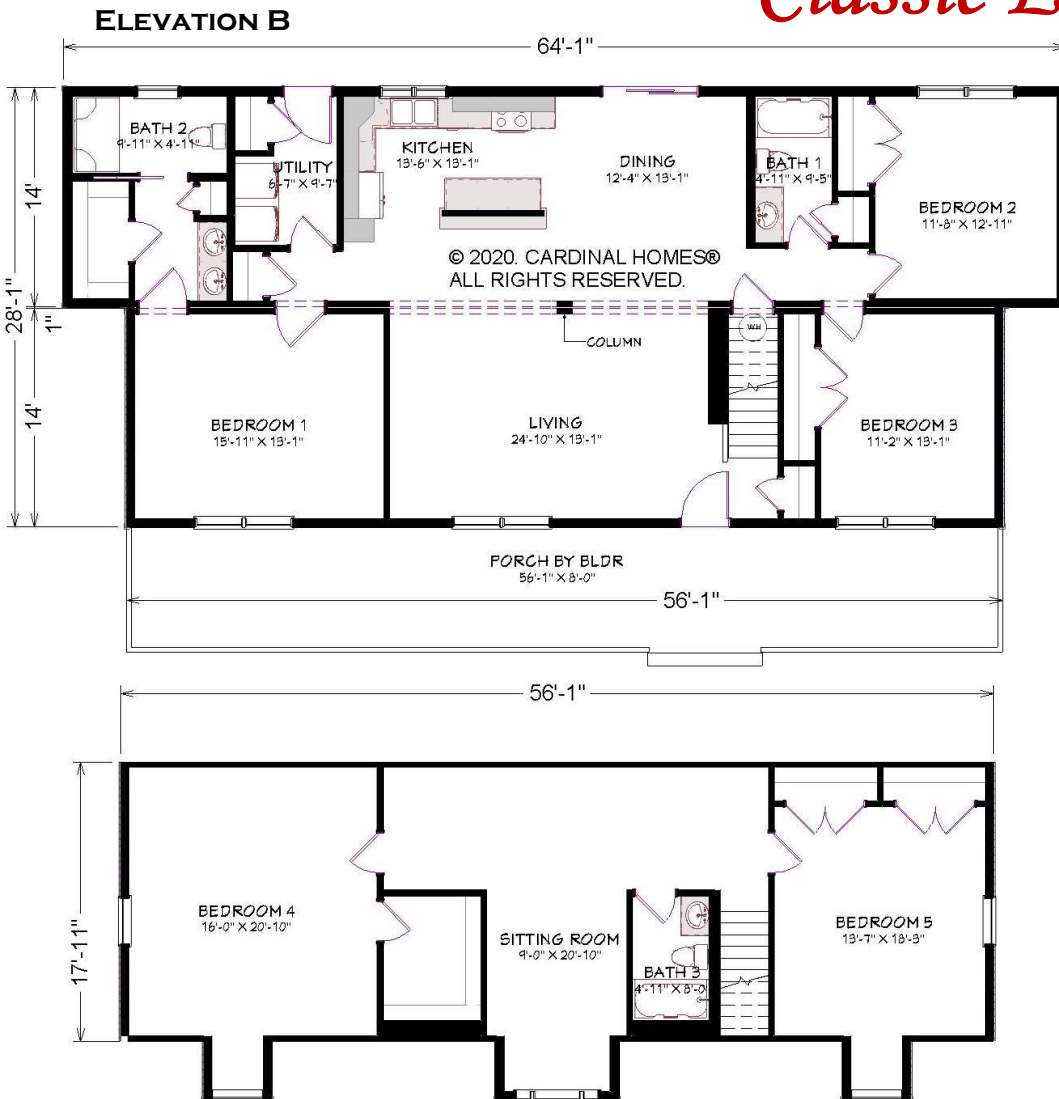 Classic E
ELEVATION B
64'-1"
BATH 2
9'-11" X 4'-11"
UTILITY
6'-7" X 9'-7"
KITCHEN
13'-6" X 13'-1"
DINING
12'-4" X 13'-1"
BATH 1
4'-11" X 9'-5"
BEDROOM 2
11'-8" X 12'-11"
14'
28'-1"
1"
14'
© 2020. CARDINAL HOMES®
ALL RIGHTS RESERVED.
WH
COLUMN
BEDROOM 1
15'-11" X 13'-1"
LIVING
24'-10" X 13'-1"
BEDROOM 3
11'-2" X 13'-1"
PORCH BY BLDR
56'-1" X 8'-0"
56'-1"
56'-1"
17'-11"
BEDROOM 4
16'-0" X 20'-10"
SITTING ROOM
9'-0" X 20'-10"
BATH 3
4'-11" X 8'-0
BEDROOM 5
13'-7" X 18'-3"